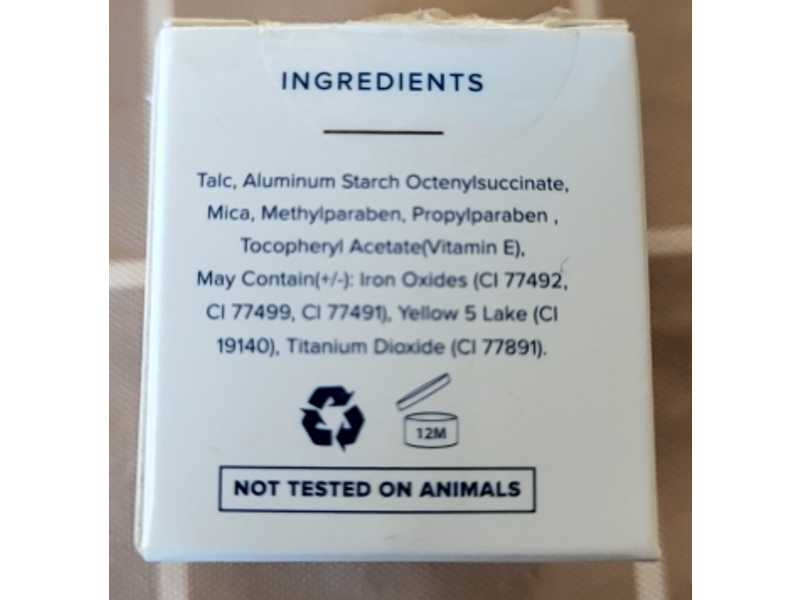 INGREDIENTS
Talc, Aluminum Starch Octenylsuccinate,
Mica, Methylparaben, Propylparaben ,
Tocopheryl Acetate(Vitamin E),
May Contain(+/-): Iron Oxides (CI 77492,
CI 77499, CI 77491), Yellow 5 Lake (CI
19140), Titanium Dioxide (CI 77891).
12M
NOT TESTED ON ANIMALS